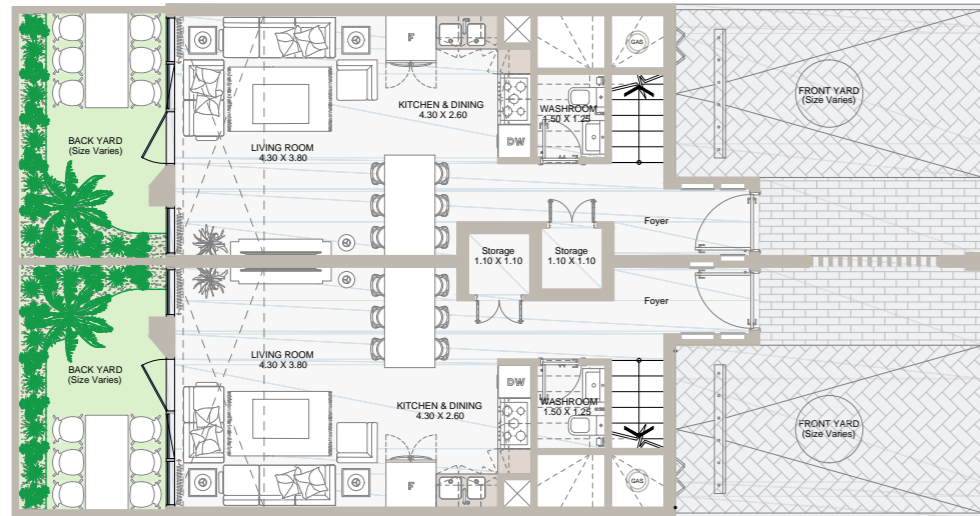 F
GAS
KITCHEN & DINING
4.30 X 2.60
WASHROOM
1.50 X 1.25
FRONT YARD
(Size Varies)
BACK YARD
(Size Varies)
LIVING ROOM
4.30 X 3.80
DW
Foyer
Storage
1.10 X 1.10
Storage
1.10 X 1.10
Foyer
LIVING ROOM
4.30 X 3.80
BACK YARD
(Size Varies)
DW
KITCHEN & DINING
4.30 X 2.60
WASHROOM
1.50 X 1.25
FRONT YARD
(Size Varies)
F
GAS